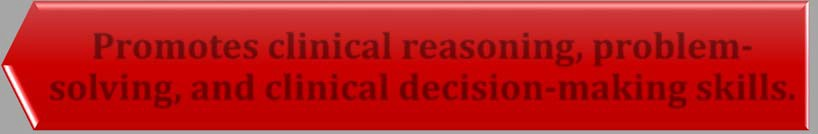 Promotes clinical reasoning, problem-
solving, and clinical decision-making skills.